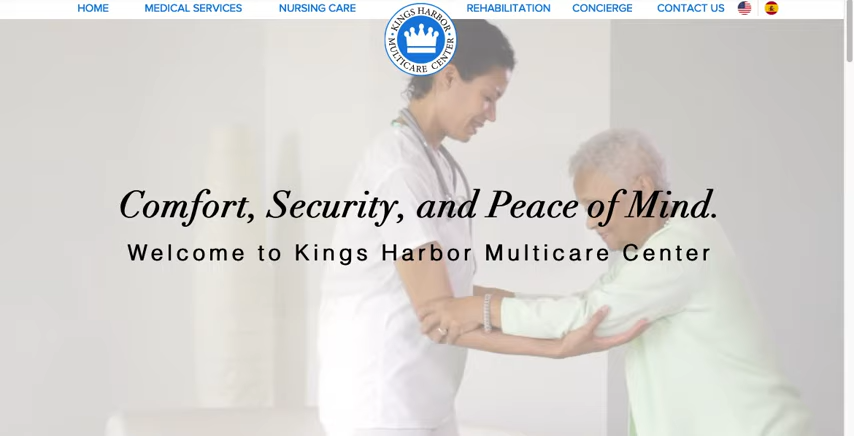 HOME MEDICAL SERVICES NURSING CARE REHABILITATION CONCIERGE CONTACT US
KINGS HARBOR
MULTICARE CENTER
Comfort, Security, and Peace of Mind.
Welcome to Kings Harbor Multicare Center